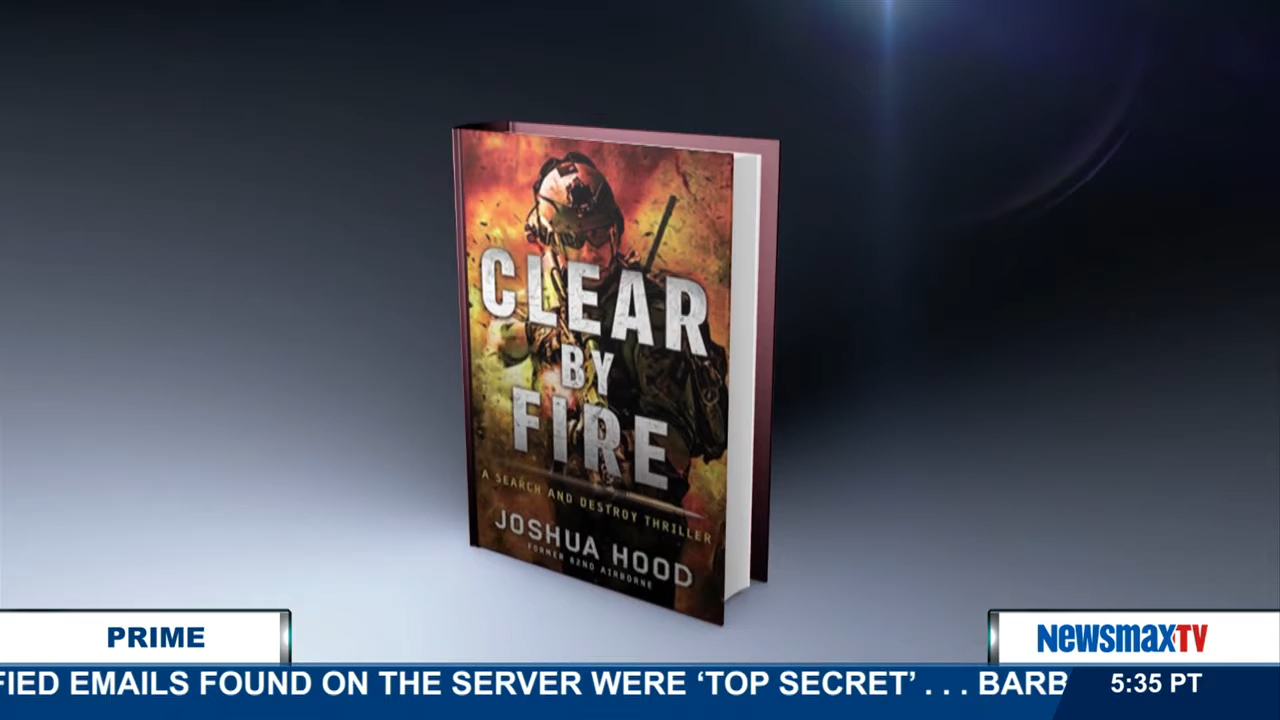 CLEAR
BY
FIRE
A SEARCH AND DESTROY THRILLER
JOSHUA HOOD
FORMER 82ND AIRBORNE
PRIME
NEWSMAXTV
FIED EMAILS FOUND ON THE SERVER WERE ‘TOP SECRET’ . . . BARB
5:35 PT